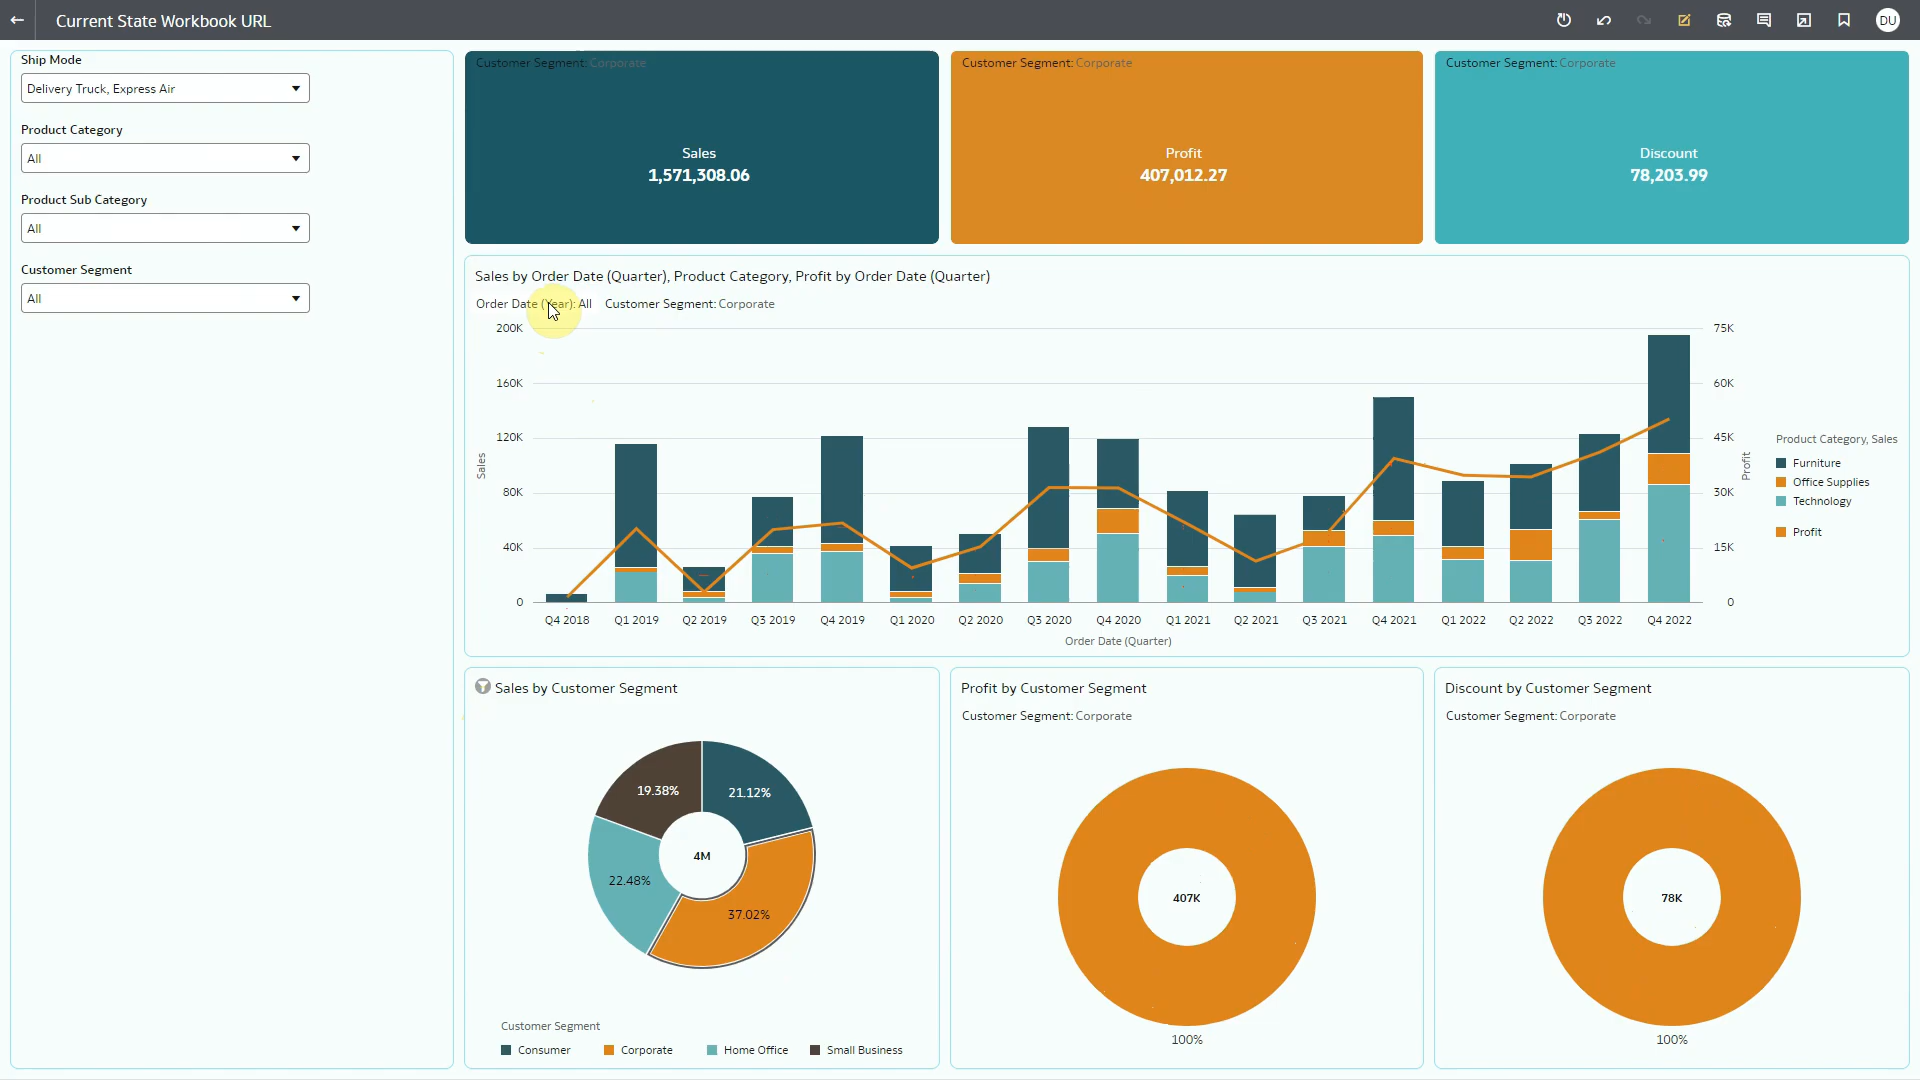 Current State Workbook URL
DU
Ship Mode
Delivery Truck, Express Air
Product Category
All
Product Sub Category
All
Customer Segment
All
Customer Segment: Corporate
Sales
1,571,308.06
Customer Segment: Corporate
Profit
407,012.27
Customer Segment: Corporate
Discount
78,203.99
Sales by Order Date (Quarter), Product Category, Profit by Order Date (Quarter)
Order Date (Year): All Customer Segment: Corporate
200K
160K
120K
80K
40K
0
Sales
75K
60K
45K
30K
15K
0
Profit
Q4 2018 Q1 2019 Q2 2019 Q3 2019 Q4 2019 Q1 2020 Q2 2020 Q3 2020 Q4 2020 Q1 2021 Q2 2021 Q3 2021 Q4 2021 Q1 2022 Q2 2022 Q3 2022 Q4 2022
Order Date (Quarter)
Product Category, Sales
Furniture
Office Supplies
Technology
Profit
Sales by Customer Segment
19.38%
21.12%
4M
22.48%
37.02%
Customer Segment
Consumer Corporate Home Office Small Business
Profit by Customer Segment
Customer Segment: Corporate
407K
100%
Discount by Customer Segment
Customer Segment: Corporate
78K
100%